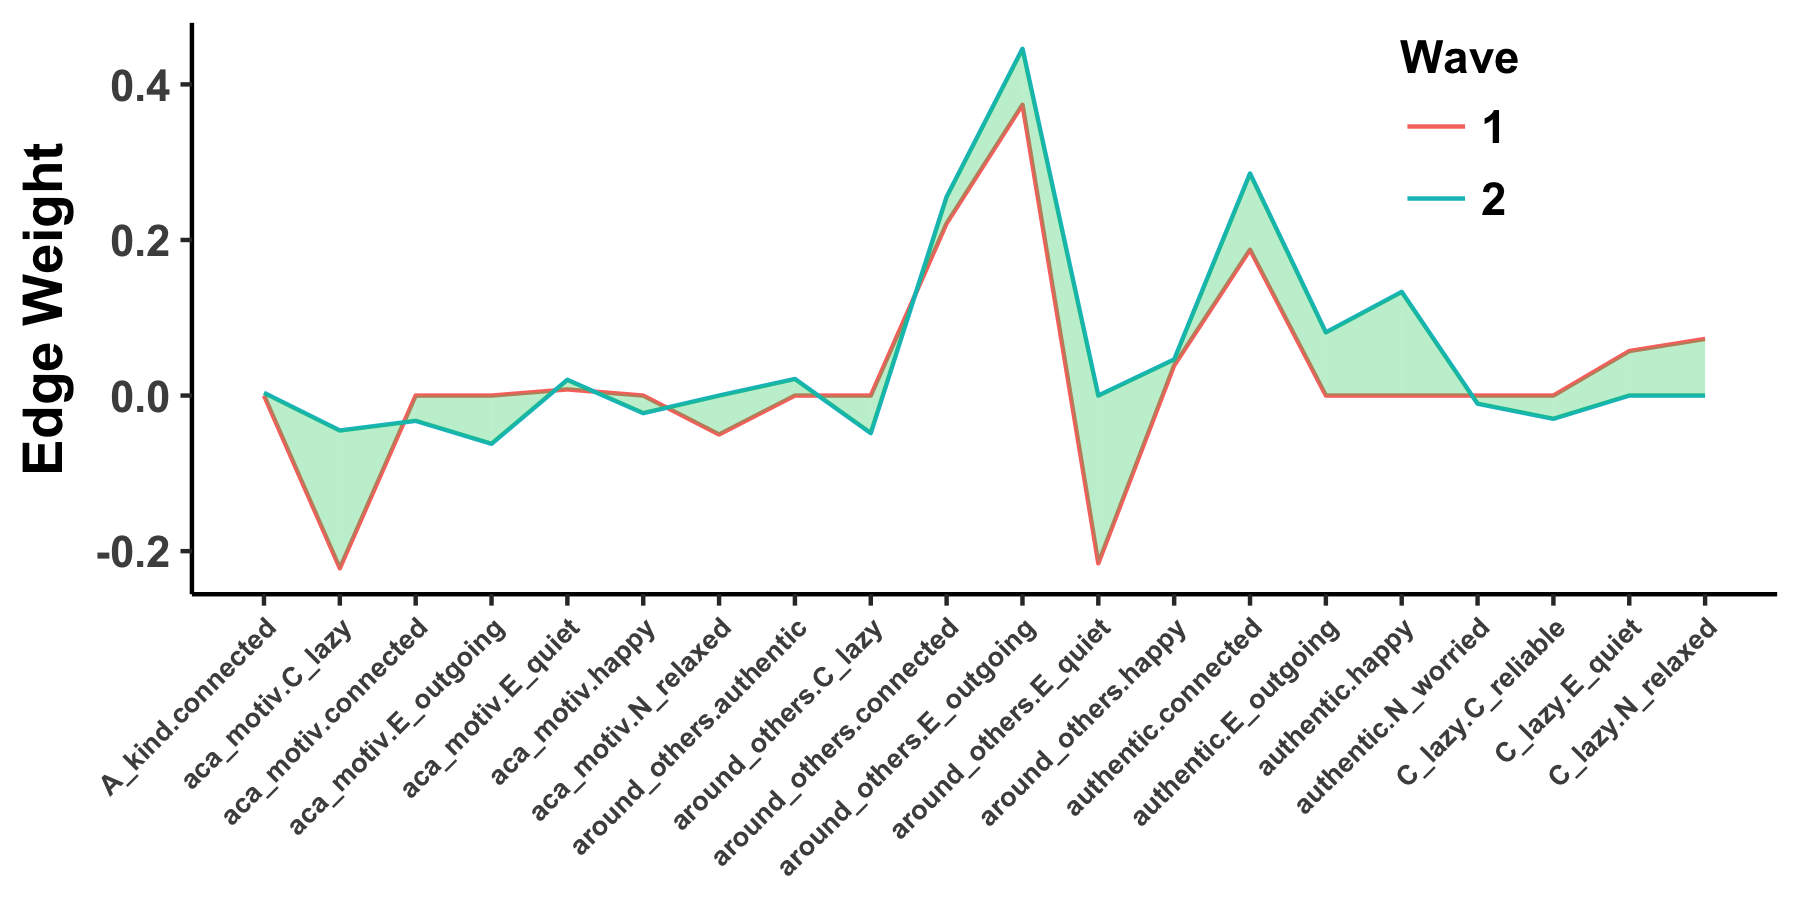 Edge Weight
0.4
0.2
0.0
-0.2
Wave
1
2
A_kind.connected
aca_motiv.C_lazy
aca_motiv.connected
aca_motiv.E_outgoing
aca_motiv.E_quiet
aca_motiv.happy
aca_motiv.N_relaxed
around_others.authentic
around_others.C_lazy
around_others.connected
around_others.E_outgoing
around_others.E_quiet
around_others.happy
authentic.connected
authentic.E_outgoing
authentic.happy
authentic.N_worried
C_lazy.C_reliable
C_lazy.E_quiet
C_lazy.N_relaxed